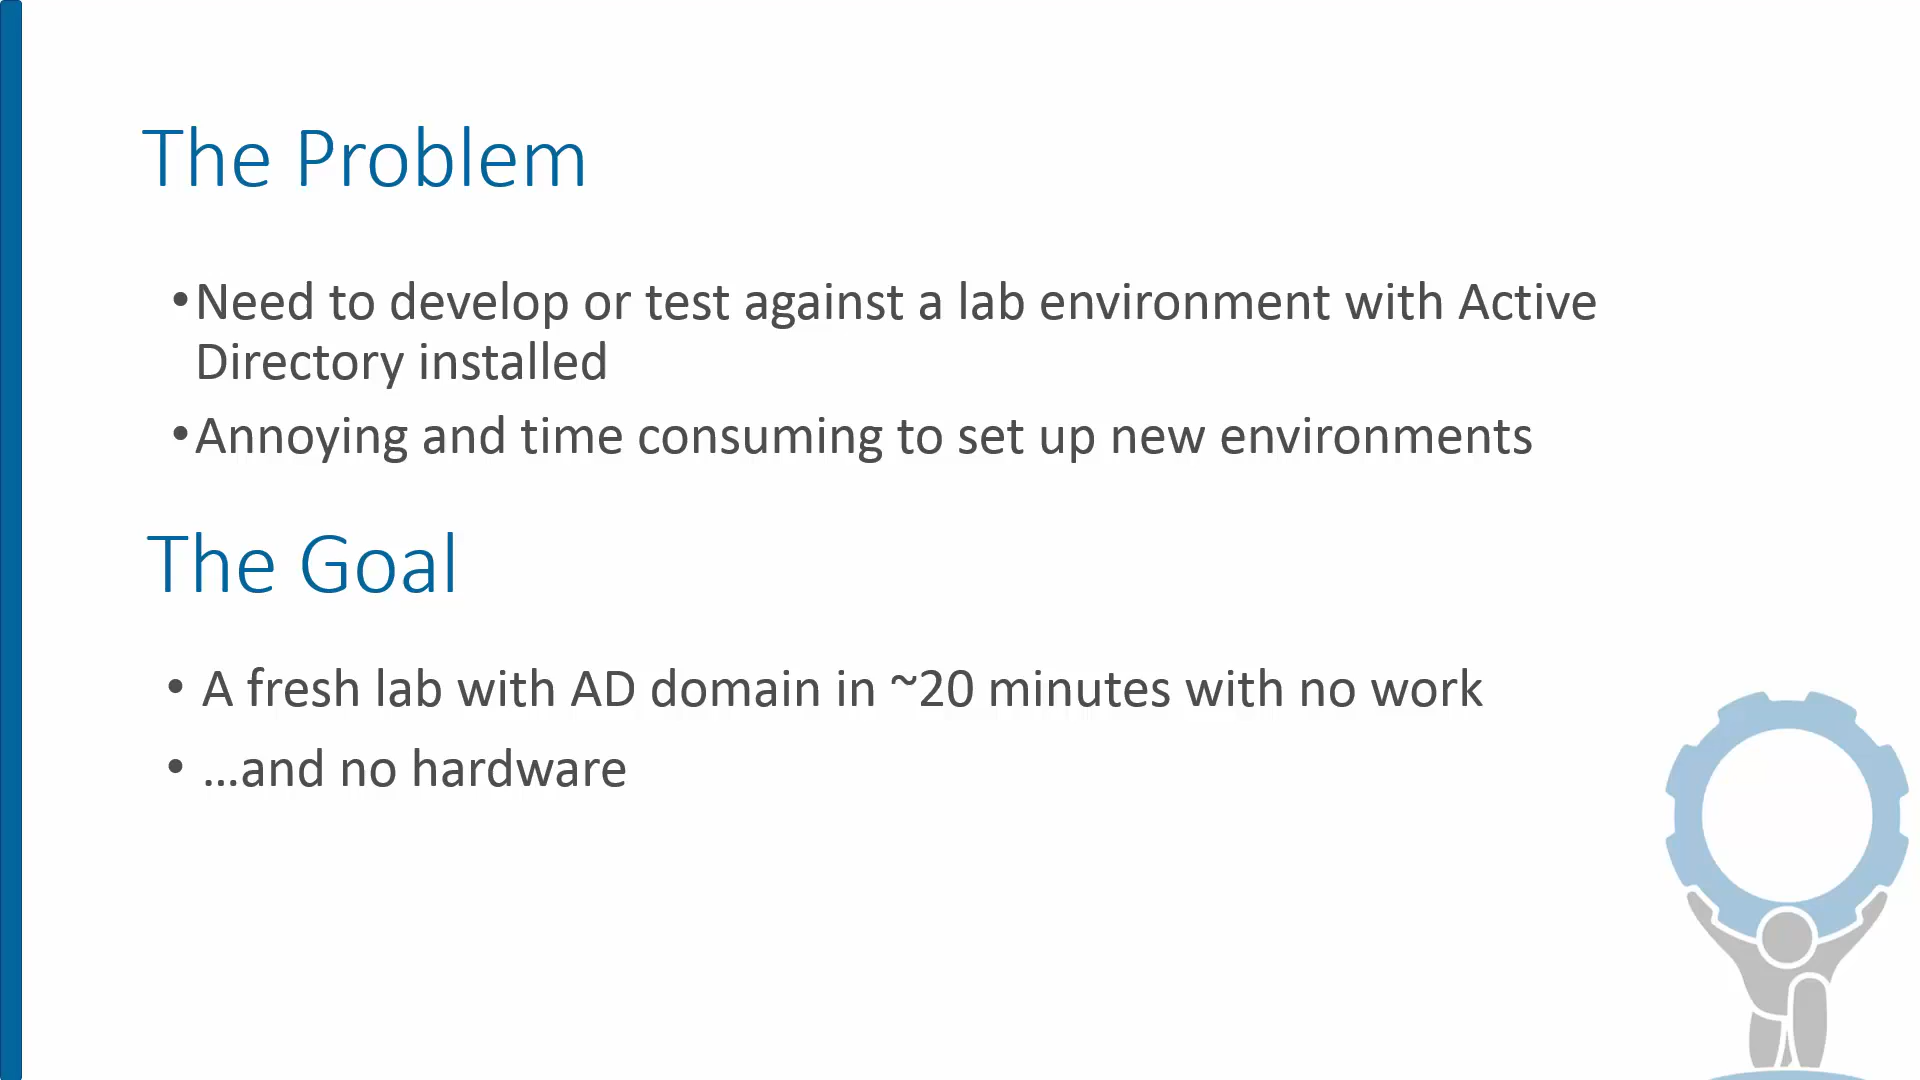 The Problem
•Need to develop or test against a lab environment with Active
Directory installed
•Annoying and time consuming to set up new environments
The Goal
• A fresh lab with AD domain in ~20 minutes with no work
• ...and no hardware